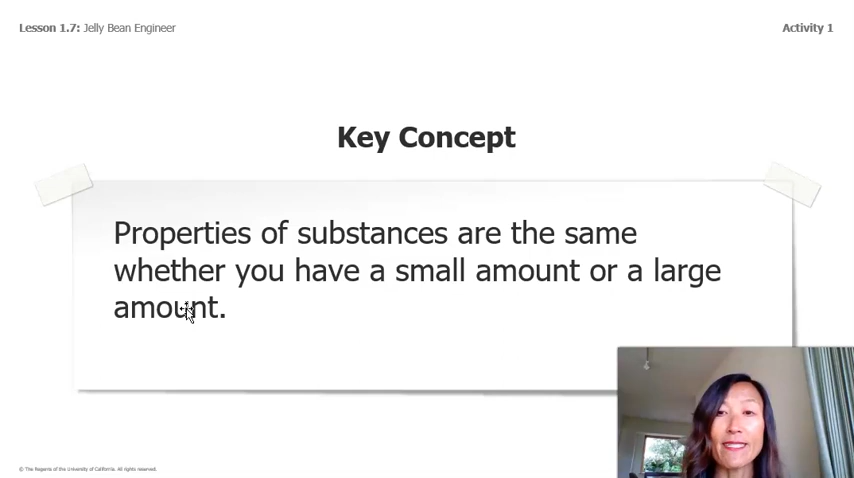 Lesson 1.7: Jelly Bean Engineer
Activity 1
Key Concept
Properties of substances are the same
whether you have a small amount or a large
amount.
© The Regents of the University of California. All rights reserved.